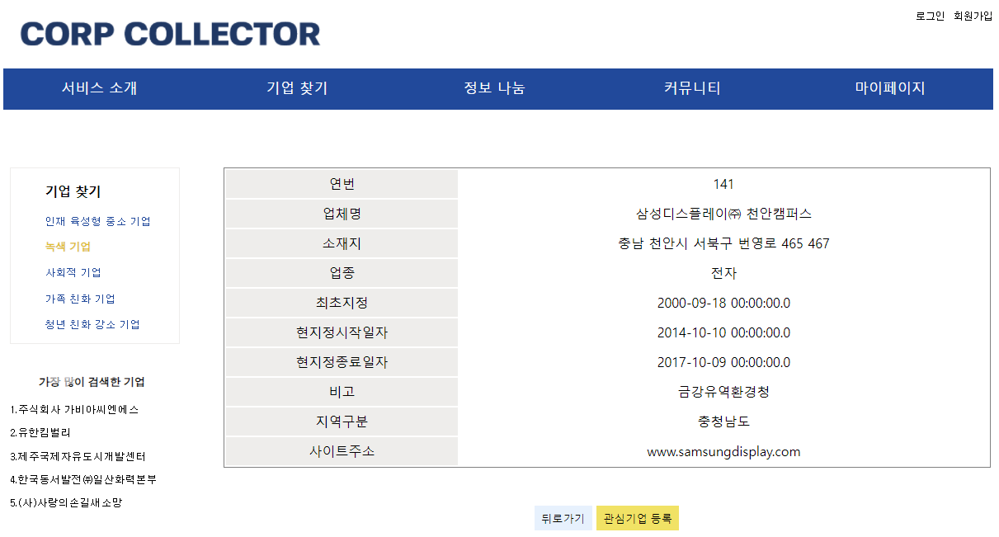 로그인 회원가입
CORP COLLECTOR
서비스 소개 기업 찾기 정보 나눔 커뮤니티 마이페이지
기업 찾기
인재 육성형 중소 기업
녹색 기업
사회적 기업
가족 친화 기업
청년 친화 강소 기업
가장 많이 검색한 기업
1.주식회사 가비아씨엔에스
2.유한킴벌리
3.제주국제자유도시개발센터
4.한국동서발전㈜일산화력본부
5.(사)사랑의손길새소망
연번 141
업체명 삼성디스플레이㈜ 천안캠퍼스
소재지 충남 천안시 서북구 번영로 465 467
업종 전자
최초지정 2000-09-18 00:00:00.0
현지정시작일자 2014-10-10 00:00:00.0
현지정종료일자 2017-10-09 00:00:00.0
비고 금강유역환경청
지역구분 충청남도
사이트주소 www.samsungdisplay.com
뒤로가기 관심기업 등록